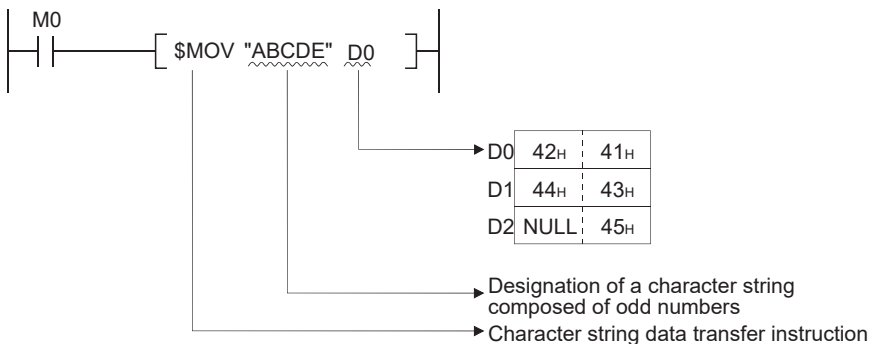 M0
$MOV "ABCDE" D0
D0 42H 41H
D1 44H 43H
D2 NULL 45H
Designation of a character string
composed of odd numbers
Character string data transfer instruction